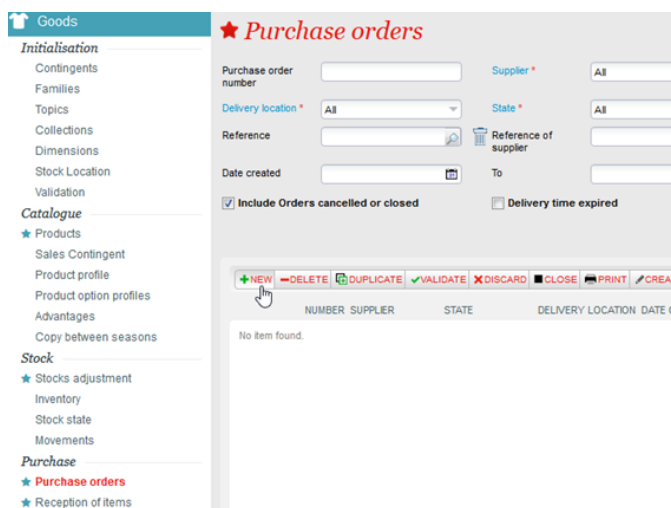 Goods
Initialisation
Contingents
Families
Topics
Collections
Dimensions
Stock Location
Validation
Catalogue
Products
Sales Contingent
Product profile
Product option profiles
Advantages
Copy between seasons
Stock
Stocks adjustment
Inventory
Stock state
Movements
Purchase
Purchase orders
Reception of items
Purchase orders
Purchase order
number
Supplier *
All
Delivery location *
All
State *
All
Reference
Reference of
supplier
Date created
To
Include Orders cancelled or closed
Delivery time expired
NEW DELETE DUPLICATE VALIDATE DISCARD CLOSE PRINT
NUMBER SUPPLIER STATE DELIVERY LOCATION DATE
No item found.